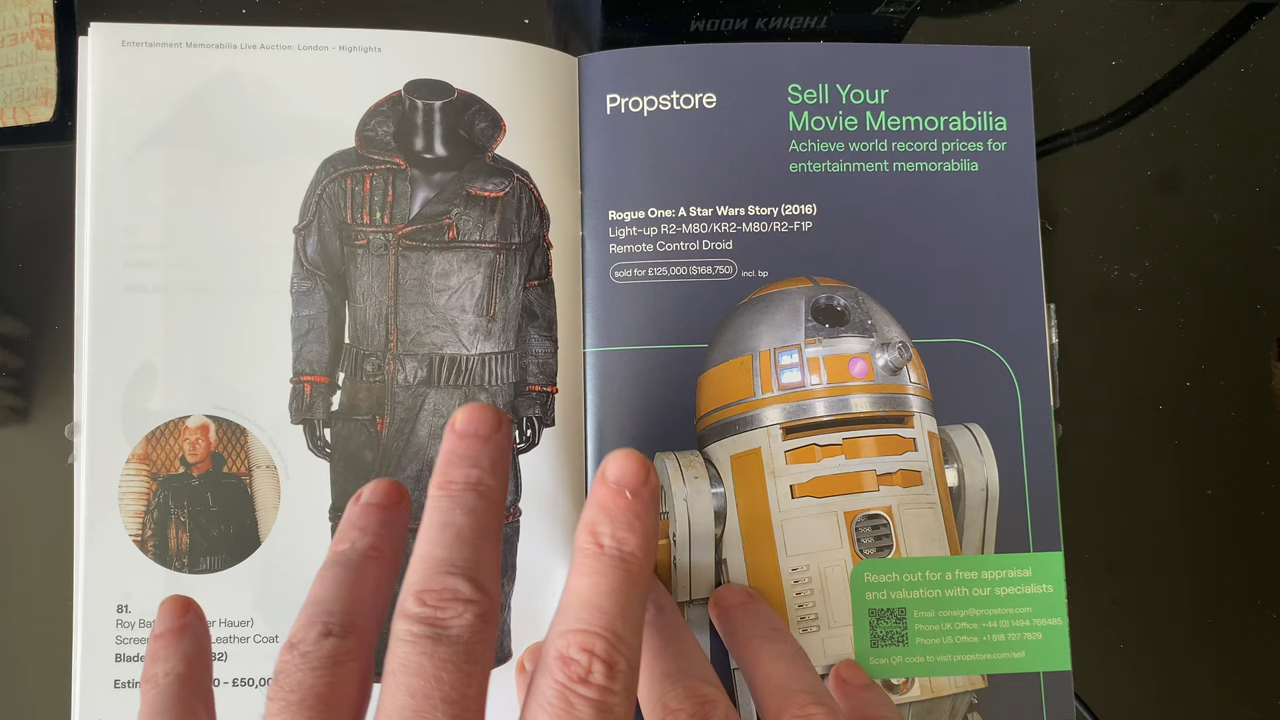 MOON KNIGHT
Entertainment Memorabilia Live Auction: London – Highlights
81.
Roy Bat er Hauer)
Screen Leather Coat
Blade 82)
Estim 0 – £50,00
Propstore
Sell Your
Movie Memorabilia
Achieve world record prices for
entertainment memorabilia
Rogue One: A Star Wars Story (2016)
Light-up R2-M80/KR2-M80/R2-F1P
Remote Control Droid
sold for £125,000 ($168,750) incl. bp
Reach out for a free appraisal
and valuation with our specialists
Email: consign@propstore.com
Phone UK Office: +44 (0) 1494 766485
Phone US Office: +1 818 727 7829
Scan QR code to visit propstore.com/sell